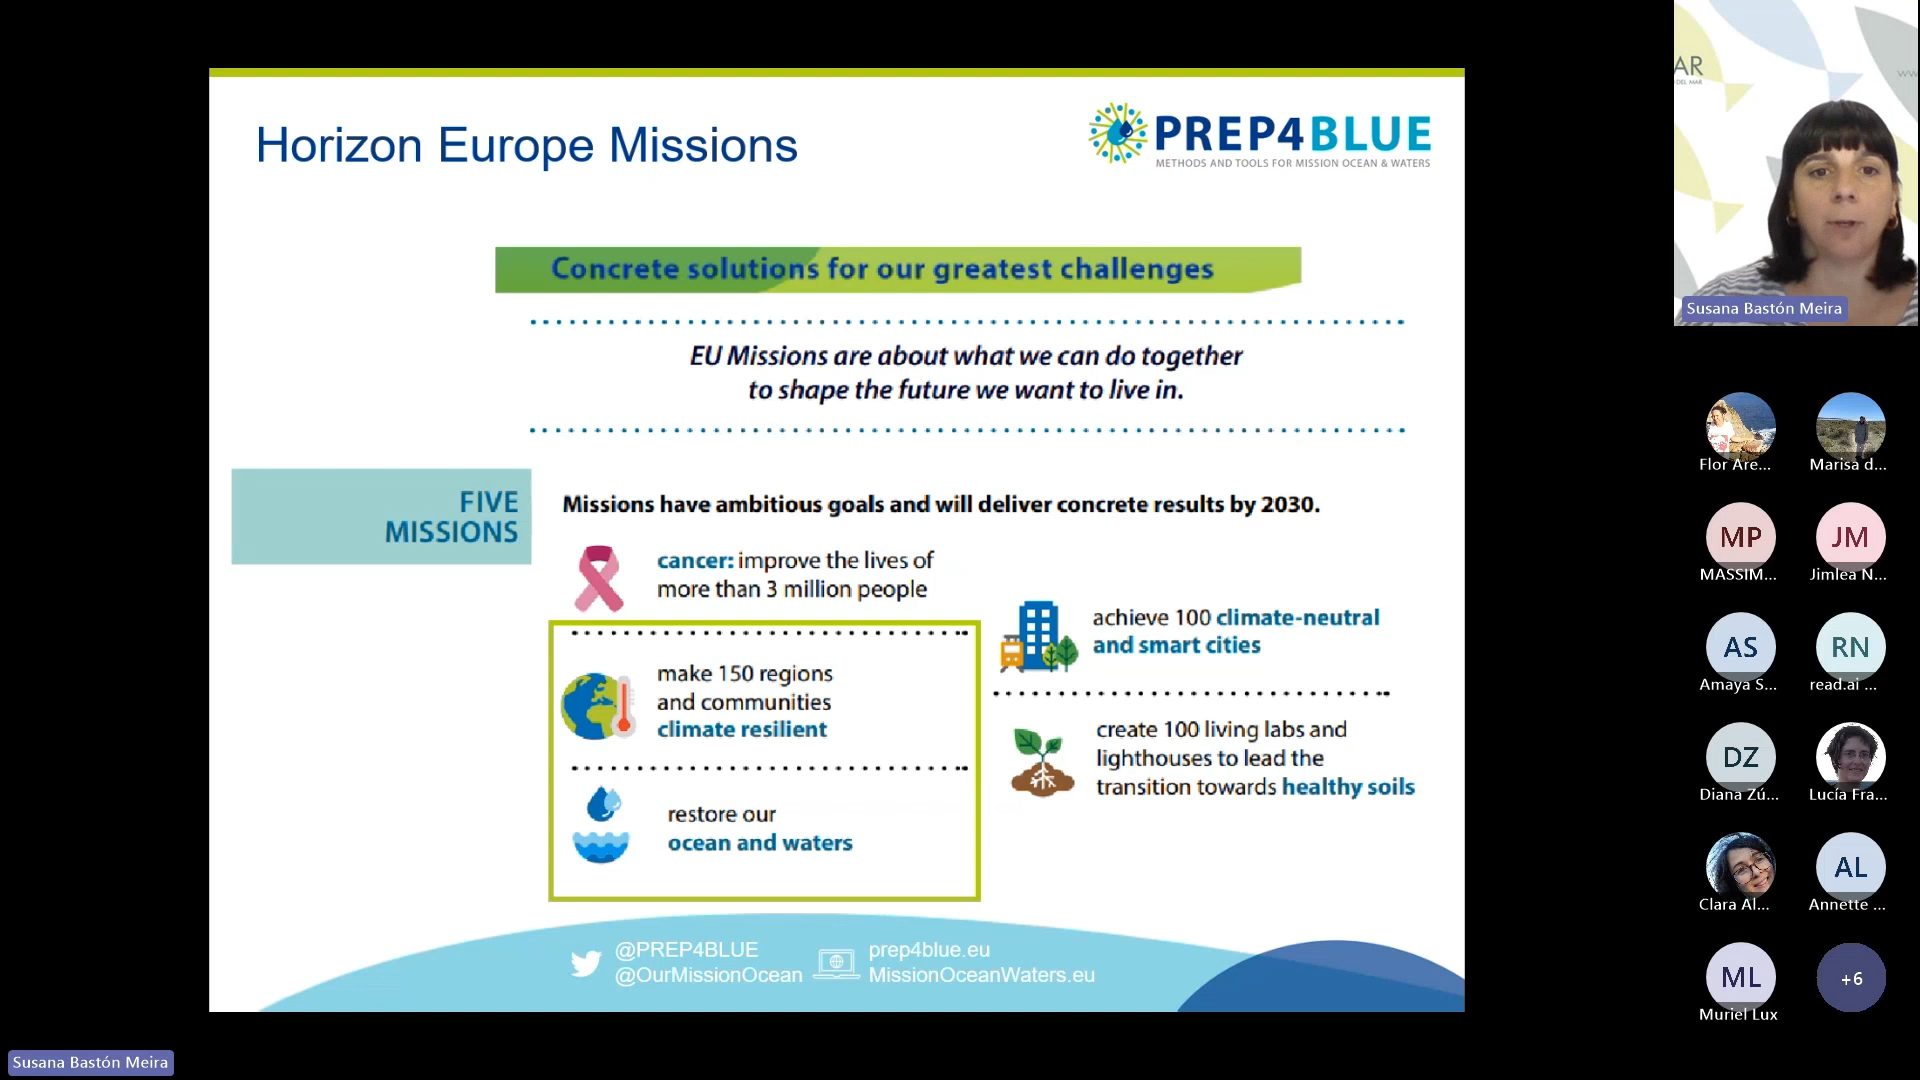 Horizon Europe Missions
PREP4BLUE
METHODS AND TOOLS FOR MISSION OCEAN & WATERS
Concrete solutions for our greatest challenges
EU Missions are about what we can do together
to shape the future we want to live in.
FIVE
MISSIONS
Missions have ambitious goals and will deliver concrete results by 2030.
cancer: improve the lives of
more than 3 million people
make 150 regions
and communities
climate resilient
restore our
ocean and waters
achieve 100 climate-neutral
and smart cities
create 100 living labs and
lighthouses to lead the
transition towards healthy soils
@PREP4BLUE
@OurMissionOcean
prep4blue.eu
MissionOceanWaters.eu
AR
DEL MAR
ww
Susana Bastón Meira
Flor Are...
Marisa d...
MP
MASSIM...
JM
Jimlea N...
AS
Amaya S...
RN
read.ai ...
DZ
Diana Zú...
Lucía Fra...
Clara Al...
AL
Annette ...
ML
Muriel Lux
+6
Susana Bastón Meira